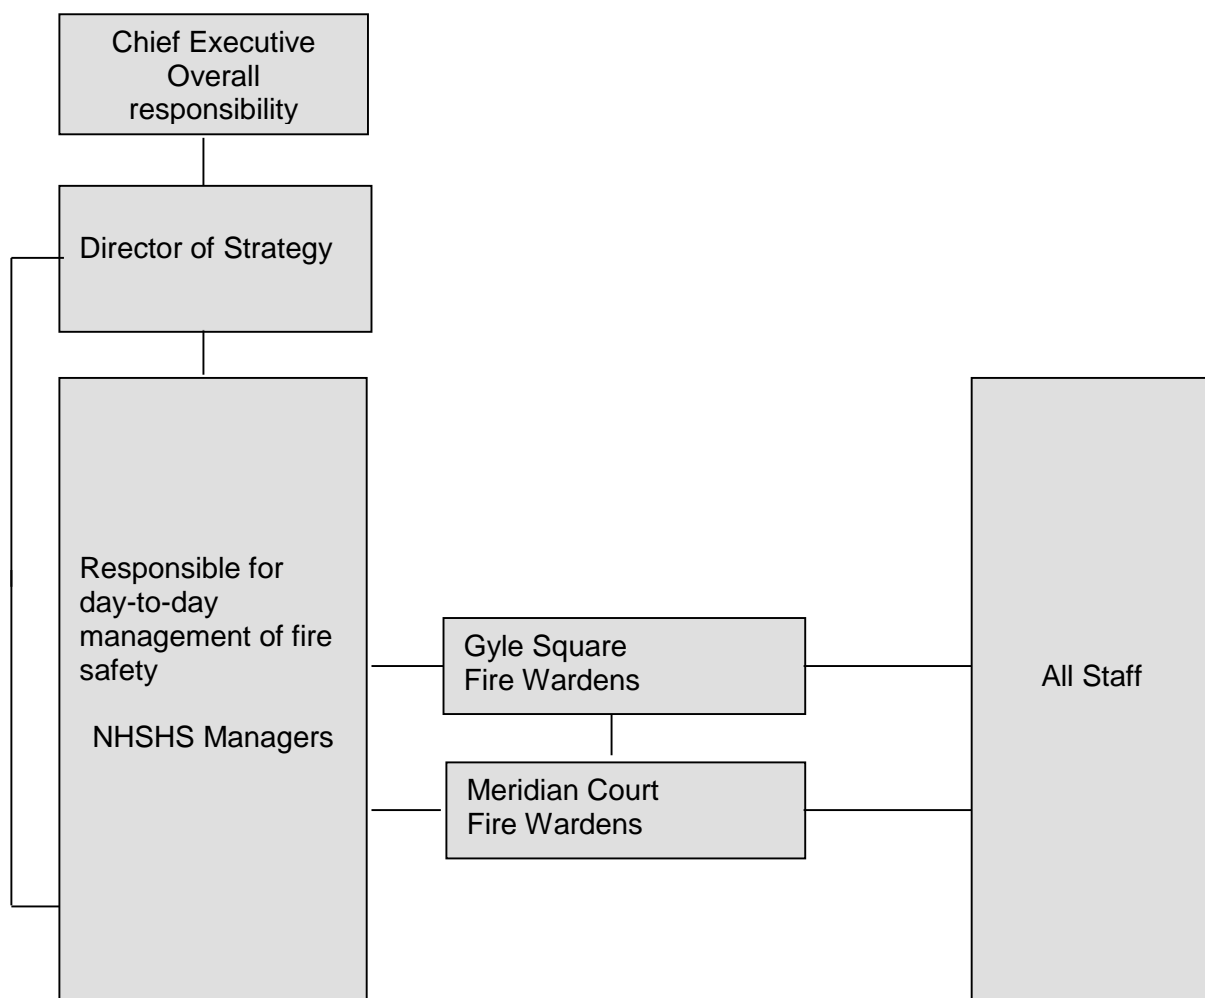 Chief Executive
Overall
responsibility
Director of Strategy
Responsible for
day-to-day
management of fire
safety
NHSHS Managers
Gyle Square
Fire Wardens
Meridian Court
Fire Wardens
All Staff